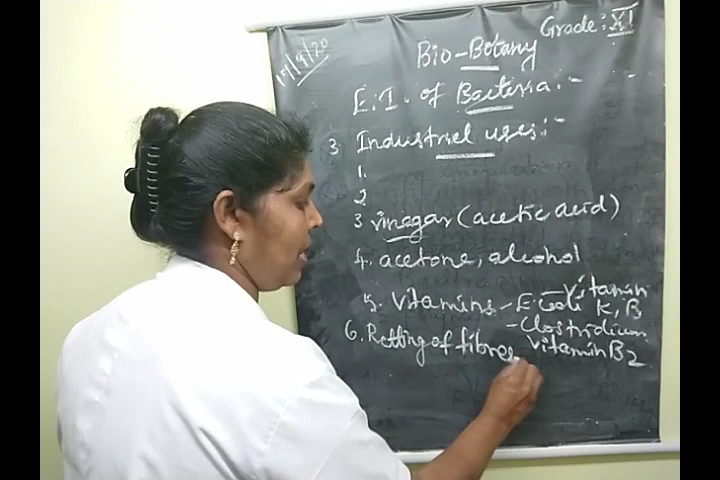 17/9/20
Grade: XI
Bio-Botany
E.I. of Bacteria:-
3 Industrial uses:-
1.
2
3 vinegar (acetic acid)
4. acetone, alcohol
5. Vitamins - E.Coli - Vitamin K, B
- Clostridium
Vitamin B2
6. Retting of fibres